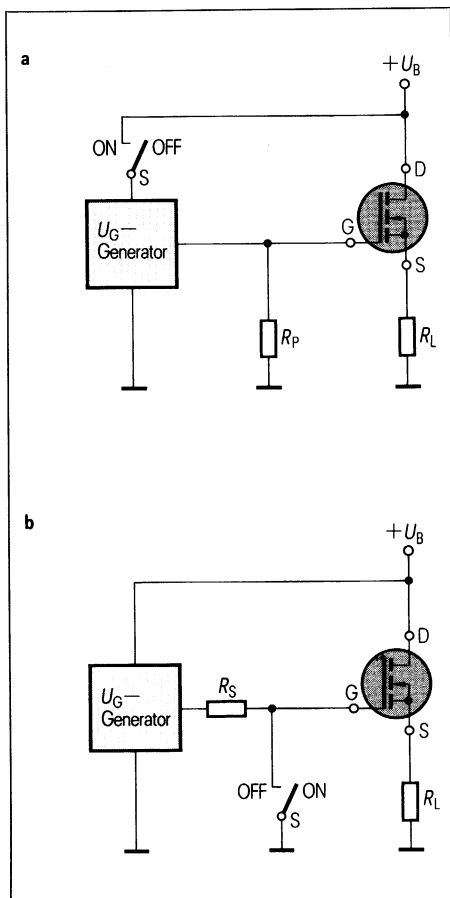 a
+U_B
ON OFF
S
D
U_G—
Generator
G
S
R_P
R_L
b
+U_B
D
U_G—
Generator
R_S
G
S
OFF ON
S
R_L